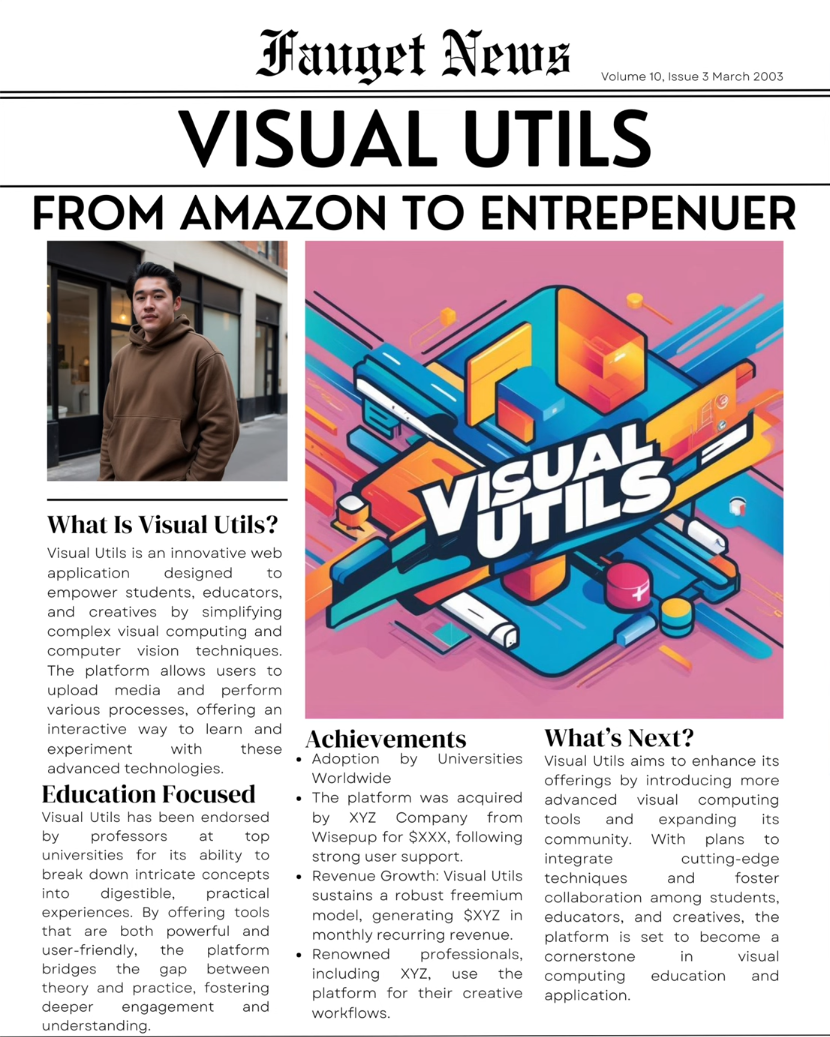 Fauget News
Volume 10, Issue 3 March 2003
VISUAL UTILS
FROM AMAZON TO ENTREPENUER
VISUAL
UTILS
What Is Visual Utils?
Visual Utils is an innovative web
application designed to
empower students, educators,
and creatives by simplifying
complex visual computing and
computer vision techniques.
The platform allows users to
upload media and perform
various processes, offering an
interactive way to learn and
experiment with these
advanced technologies.
Education Focused
Visual Utils has been endorsed
by professors at top
universities for its ability to
break down intricate concepts
into digestible, practical
experiences. By offering tools
that are both powerful and
user-friendly, the platform
bridges the gap between
theory and practice, fostering
deeper engagement and
understanding.
Achievements
• Adoption by Universities
Worldwide
• The platform was acquired
by XYZ Company from
Wisepup for $XXX, following
strong user support.
• Revenue Growth: Visual Utils
sustains a robust freemium
model, generating $XYZ in
monthly recurring revenue.
• Renowned professionals,
including XYZ, use the
platform for their creative
workflows.
What's Next?
Visual Utils aims to enhance its
offerings by introducing more
advanced visual computing
tools and expanding its
community. With plans to
integrate cutting-edge
techniques and foster
collaboration among students,
educators, and creatives, the
platform is set to become a
cornerstone in visual
computing education and
application.